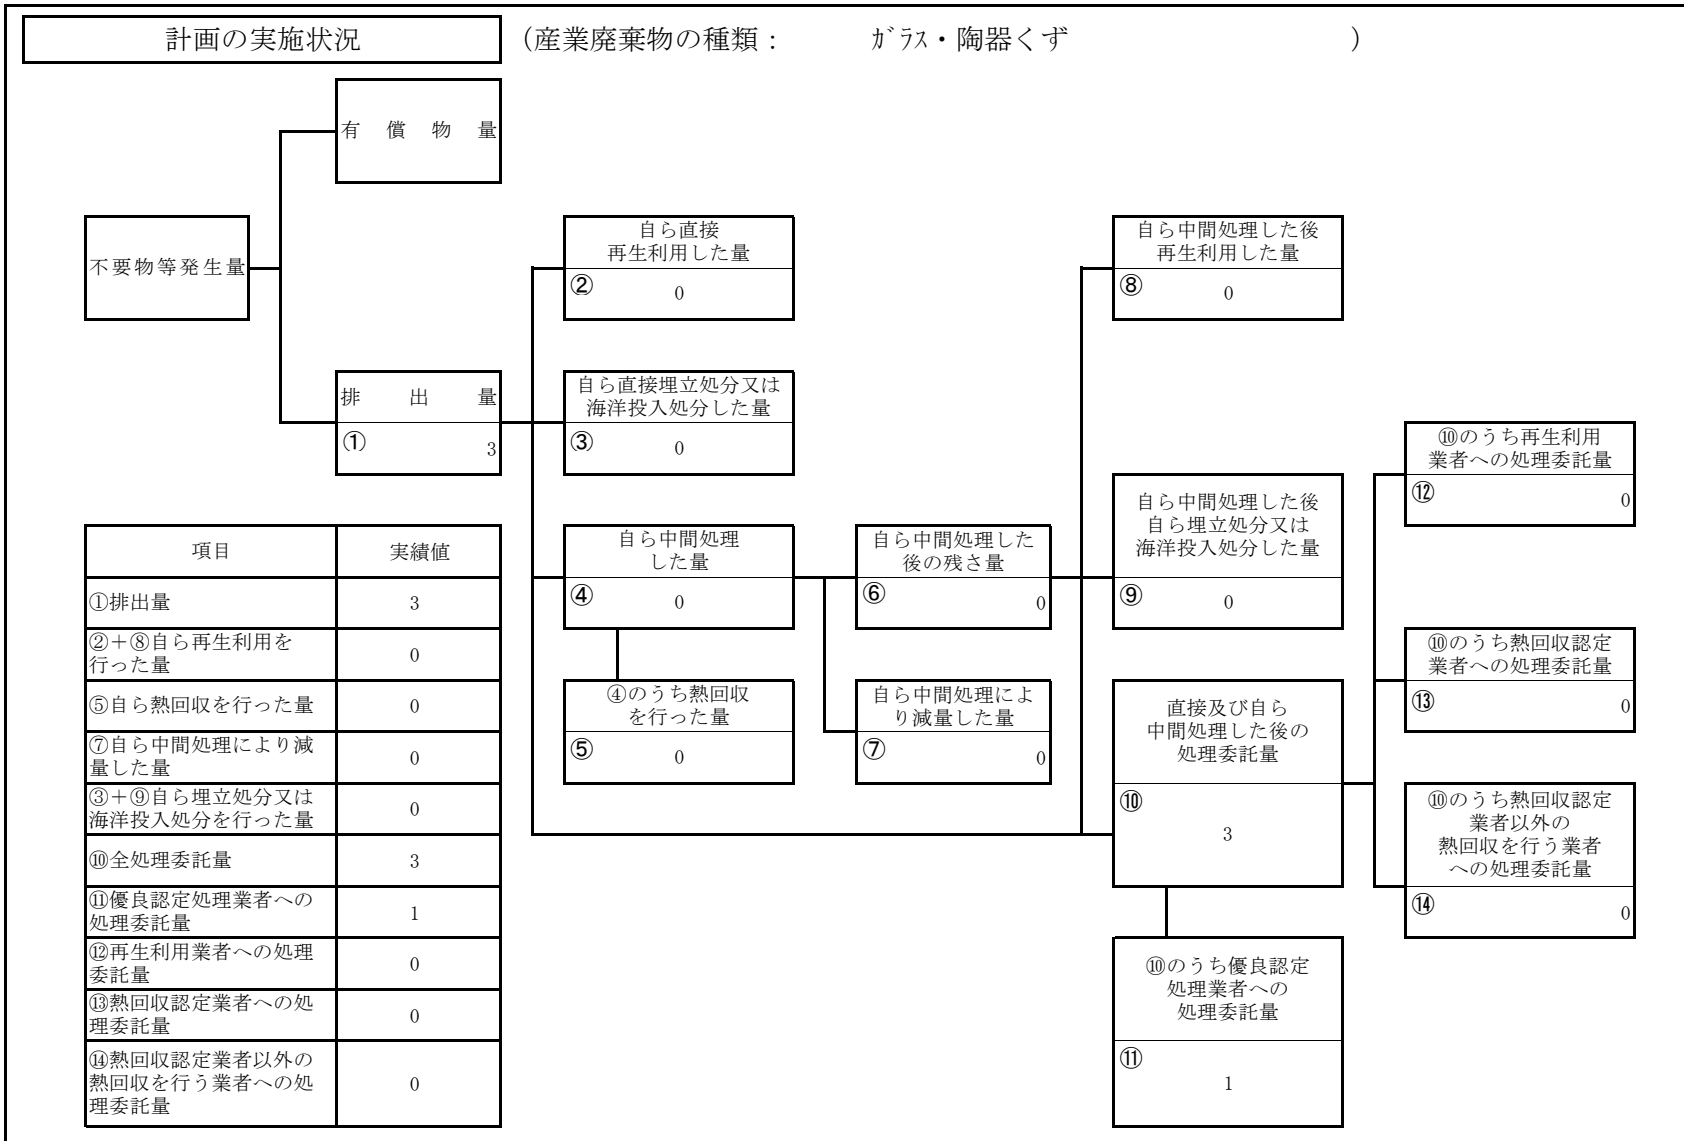 計画の実施状況
（産業廃棄物の種類： ｶﾞﾗｽ・陶器くず ）
有償物量
不要物等発生量
排出量
①
3
自ら直接
再生利用した量
②
0
自ら直接埋立処分又は
海洋投入処分した量
③
0
自ら中間処理
した量
④
0
④のうち熱回収
を行った量
⑤
0
自ら中間処理した
後の残さ量
⑥
0
自ら中間処理によ
り減量した量
⑦
0
自ら中間処理した後
再生利用した量
⑧
0
自ら中間処理した後
自ら埋立処分又は
海洋投入処分した量
⑨
0
直接及び自ら
中間処理した後の
処理委託量
⑩
3
⑩のうち優良認定
処理業者への
処理委託量
⑪
1
⑩のうち再生利用
業者への処理委託量
⑫
0
⑩のうち熱回収認定
業者への処理委託量
⑬
0
⑩のうち熱回収認定
業者以外の
熱回収を行う業者
への処理委託量
⑭
0
項目 実績値
①排出量 3
②＋⑧自ら再生利用を
行った量 0
⑤自ら熱回収を行った量 0
⑦自ら中間処理により減
量した量 0
③＋⑨自ら埋立処分又は
海洋投入処分を行った量 0
⑩全処理委託量 3
⑪優良認定処理業者への
処理委託量 1
⑫再生利用業者への処理
委託量 0
⑬熱回収認定業者への処
理委託量 0
⑭熱回収認定業者以外の
熱回収を行う業者への処 0
理委託量